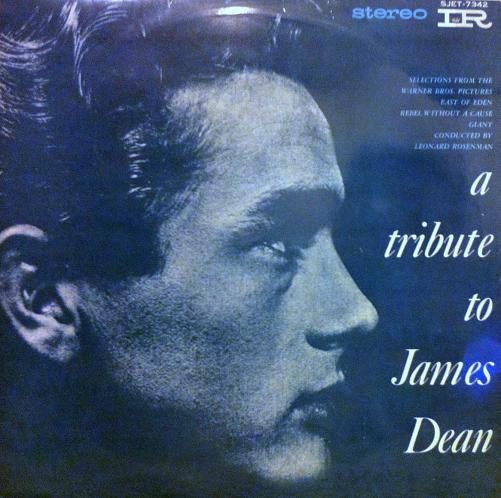 stereo
SJET-7342
IR
SELECTIONS FROM THE
WARNER BROS. PICTURES
EAST OF EDEN
REBEL WITHOUT A CAUSE
GIANT
CONDUCTED BY
LEONARD ROSENMAN
a
tribute
to
James
Dean